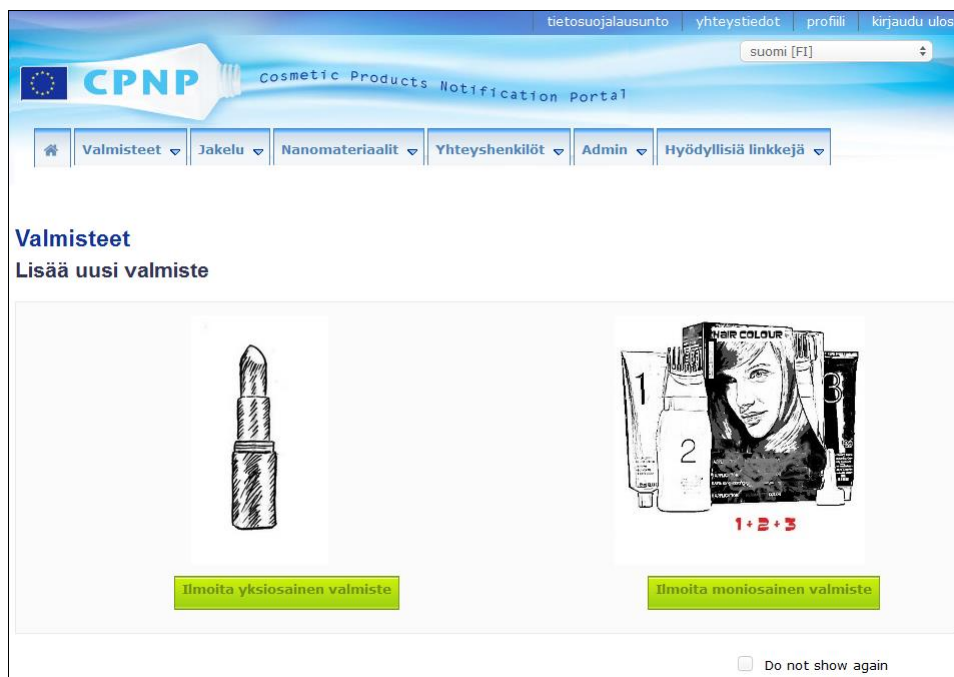 tietosuojalausunto yhteystiedot profiili kirjaudu ulos
suomi [FI]
CPNP Cosmetic Products Notification Portal
Valmisteet Jakelu Nanomateriaalit Yhteyshenkilöt Admin Hyödyllisiä linkkejä
Valmisteet
Lisää uusi valmiste
HAIR COLOUR
1
3
2
1+2+3
Ilmoita yksiosainen valmiste Ilmoita moniosainen valmiste
Do not show again